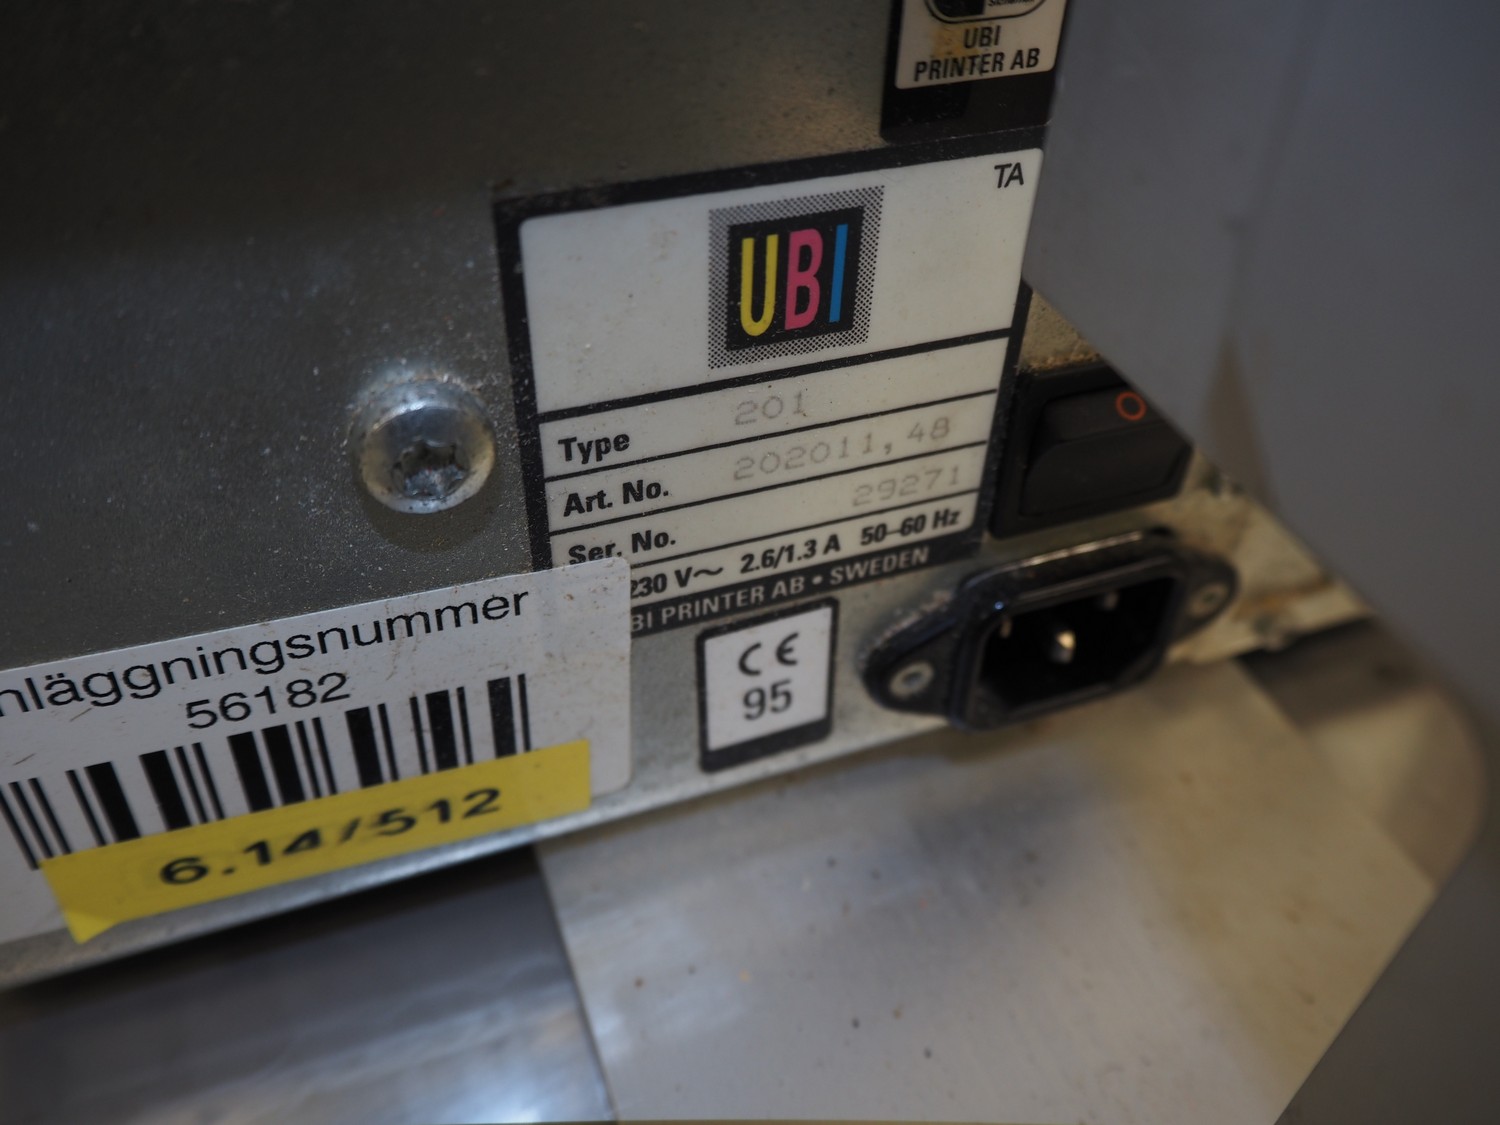 UBI
PRINTER AB
TA
UBI
Type 201
Art. No. 202011, 48
Ser. No. 29271
230 V~ 2.6/1.3 A 50-60 Hz
BI PRINTER AB • SWEDEN
CE
95
nläggningsnummer
56182
6.14/512